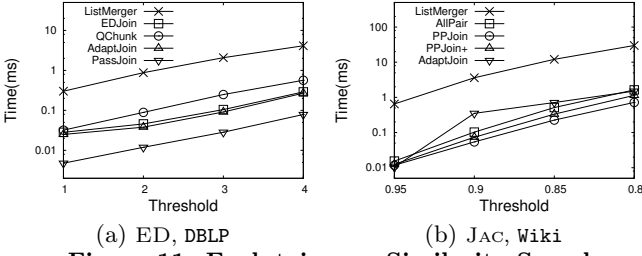 Time(ms)
10
1
0.1
0.01
ListMerger
EDJoin
QChunk
AdaptJoin
PassJoin
1
2
3
4
Threshold
(a) ED, DBLP
Time(ms)
100
10
1
0.1
0.01
ListMerger
AllPair
PPJoin
PPJoin+
AdaptJoin
0.95
0.9
0.85
0.8
Threshold
(b) JAC, Wiki